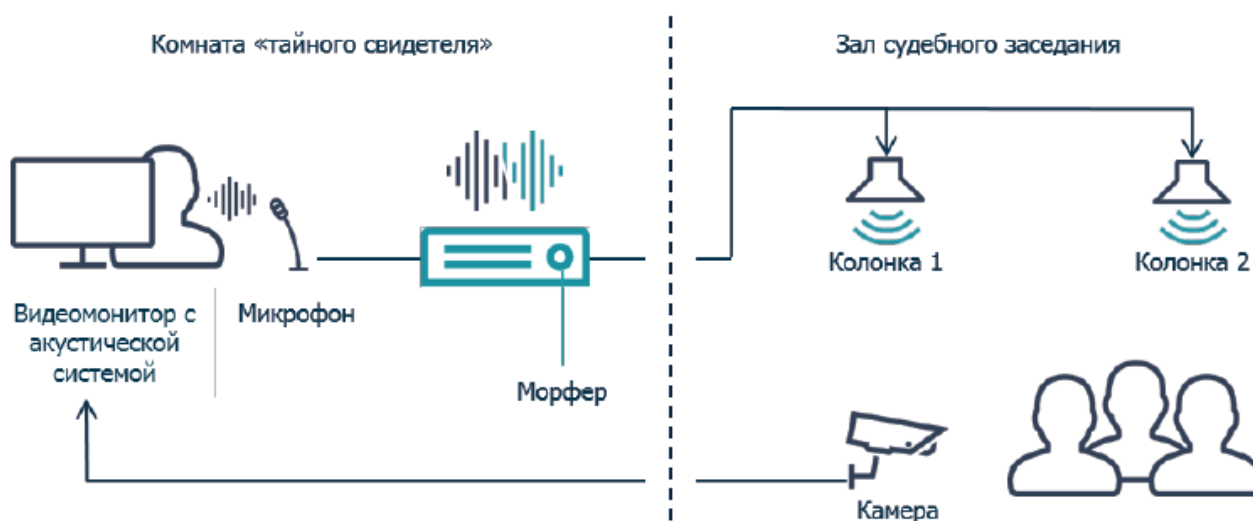 Комната «тайного свидетеля»
Зал судебного заседания
Колонка 1
Колонка 2
Видеомонитор с
акустической
системой
Микрофон
Морфер
Камера